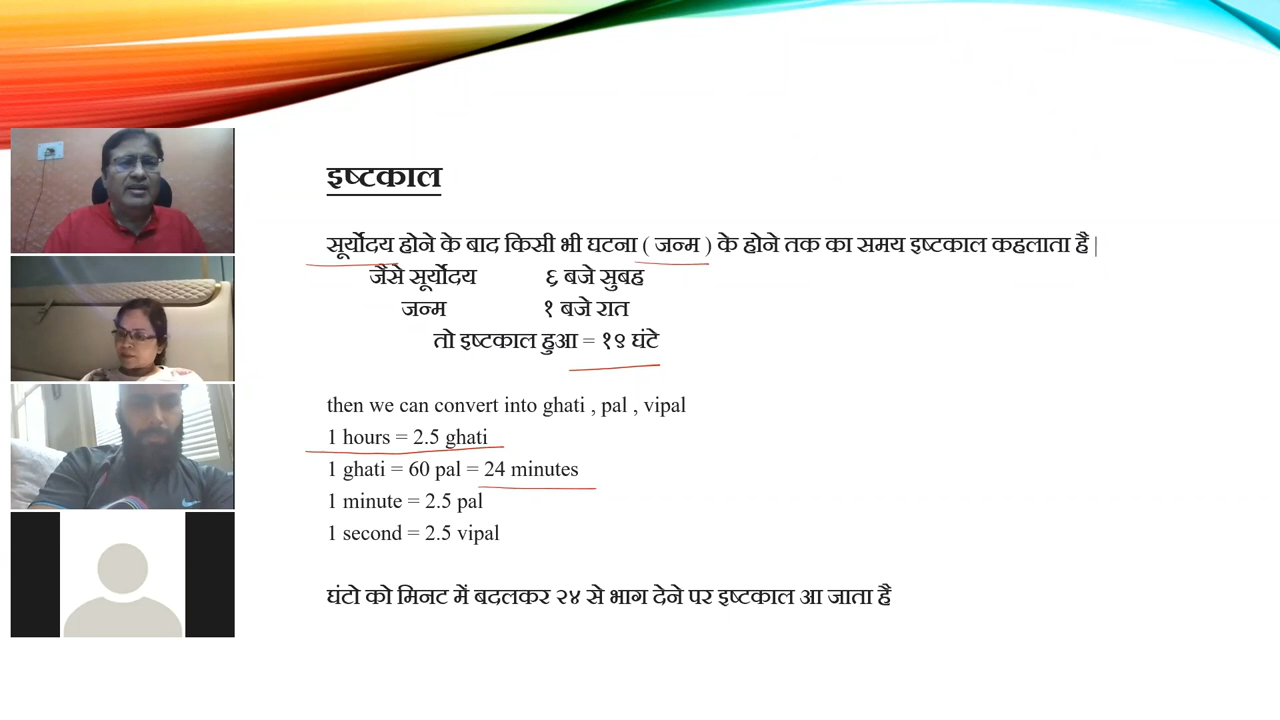 इष्टकाल
सूर्योदय होने के बाद किसी भी घटना ( जन्म ) के होने तक का समय इष्टकाल कहलाता है |
जैसे सूर्योदय ६ बजे सुबह
जन्म १ बजे रात
तो इष्टकाल हुआ = १९ घंटे
then we can convert into ghati , pal , vipal
1 hours = 2.5 ghati
1 ghati = 60 pal = 24 minutes
1 minute = 2.5 pal
1 second = 2.5 vipal
घंटो को मिनट में बदलकर २४ से भाग देने पर इष्टकाल आ जाता है